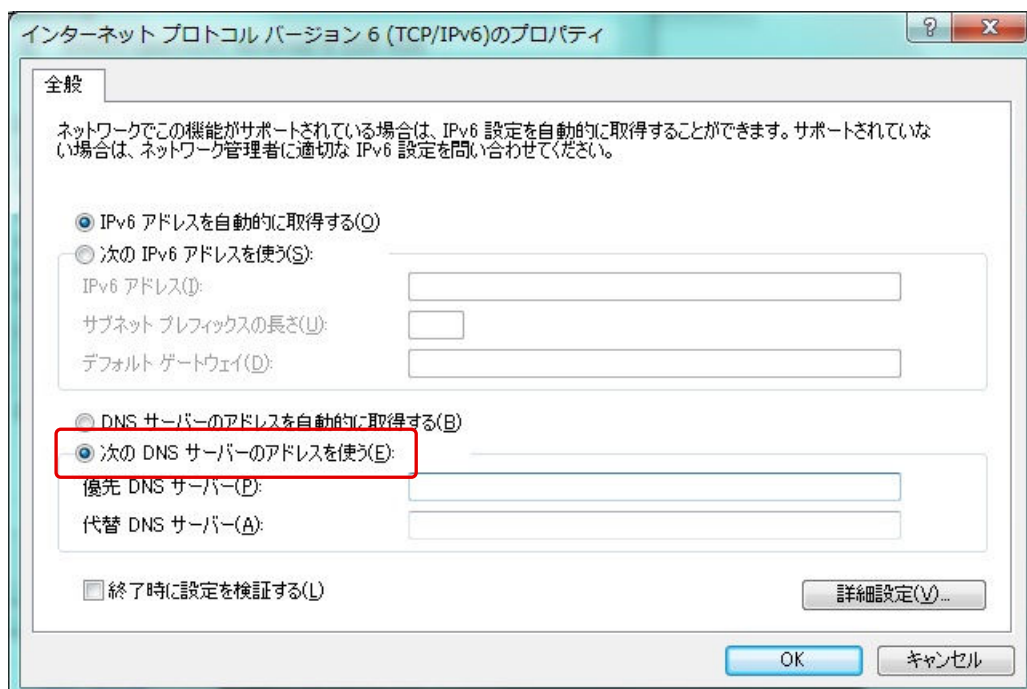 インターネット プロトコル バージョン 6 (TCP/IPv6)のプロパティ
全般
ネットワークでこの機能がサポートされている場合は、IPv6 設定を自動的に取得することができます。サポートされていな
い場合は、ネットワーク管理者に適切な IPv6 設定を問い合わせてください。
IPv6 アドレスを自動的に取得する(O)
次の IPv6 アドレスを使う(S):
IPv6 アドレス(I):
サブネット プレフィックスの長さ(U):
デフォルト ゲートウェイ(D):
DNS サーバーのアドレスを自動的に取得する(B)
次の DNS サーバーのアドレスを使う(E):
優先 DNS サーバー(P):
代替 DNS サーバー(A):
終了時に設定を検証する(L)
詳細設定(V)...
OK
キャンセル